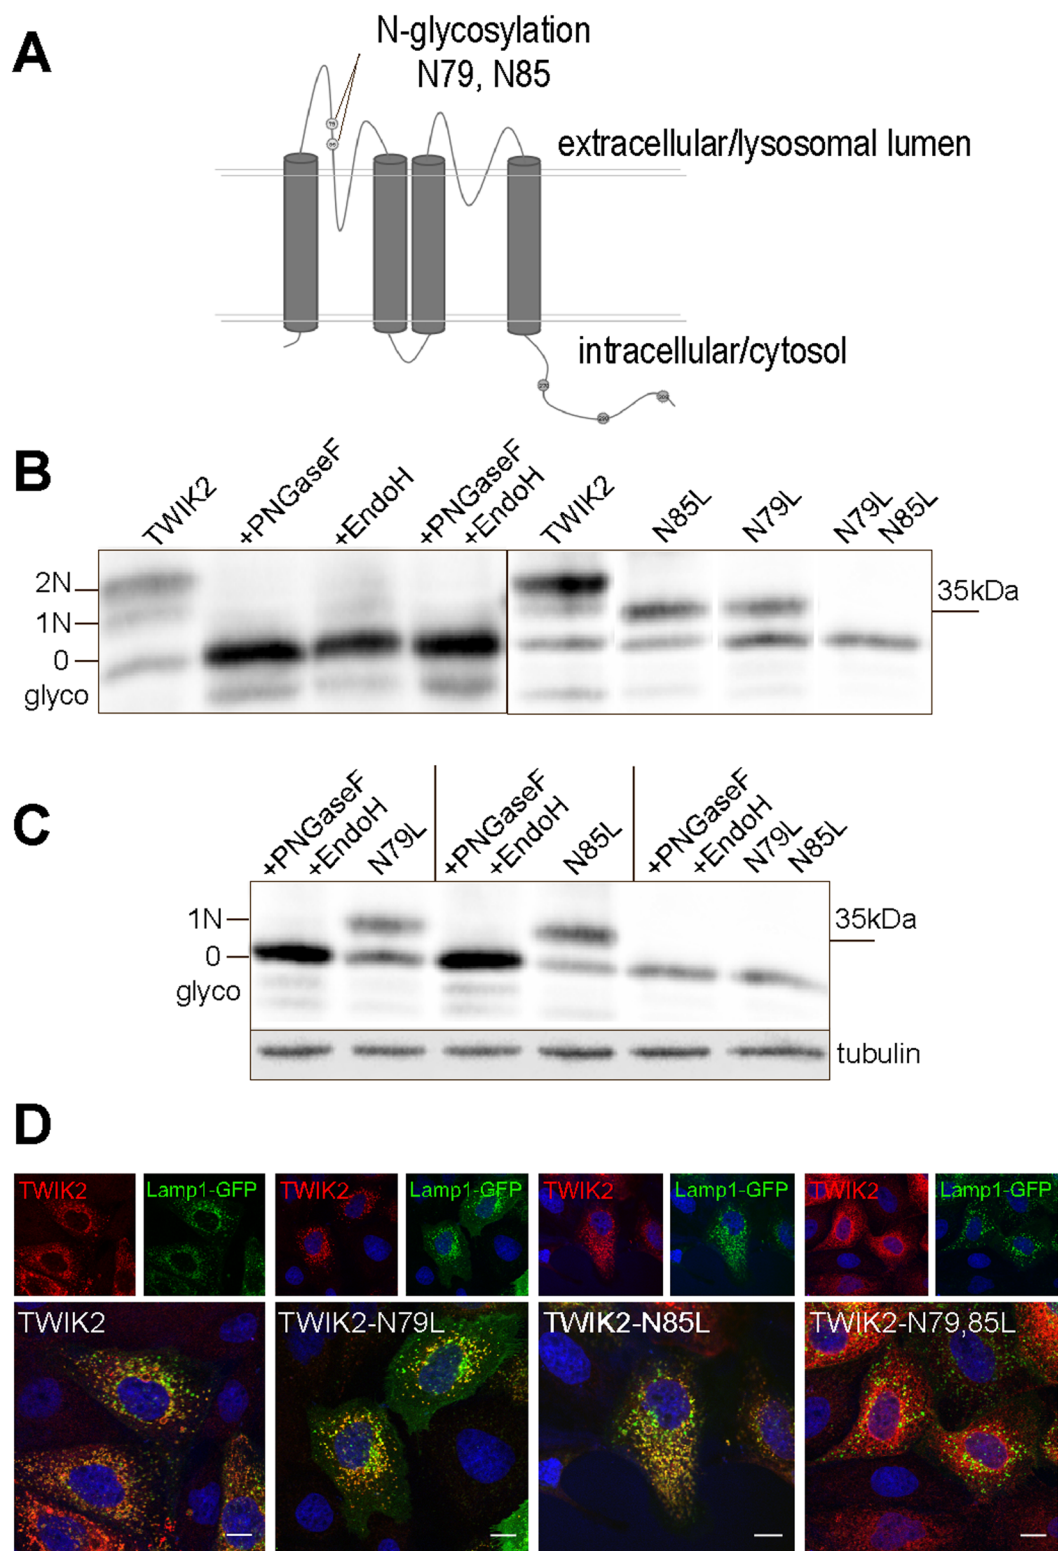 A
N-glycosylation
N79, N85
extracellular/lysosomal lumen
intracellular/cytosol
B
TWIK2
+PNGaseF
+EndoH
+PNGaseF
+EndoH
TWIK2
N85L
N79L
N79L
N85L
2N
1N
0
glyco
35kDa
C
+PNGaseF
+EndoH
N79L
+PNGaseF
+EndoH
N85L
+PNGaseF
+EndoH
N79L
N85L
1N
0
glyco
35kDa
tubulin
D
TWIK2
Lamp1-GFP
TWIK2
Lamp1-GFP
TWIK2
Lamp1-GFP
TWIK2
Lamp1-GFP
TWIK2
TWIK2-N79L
TWIK2-N85L
TWIK2-N79,85L